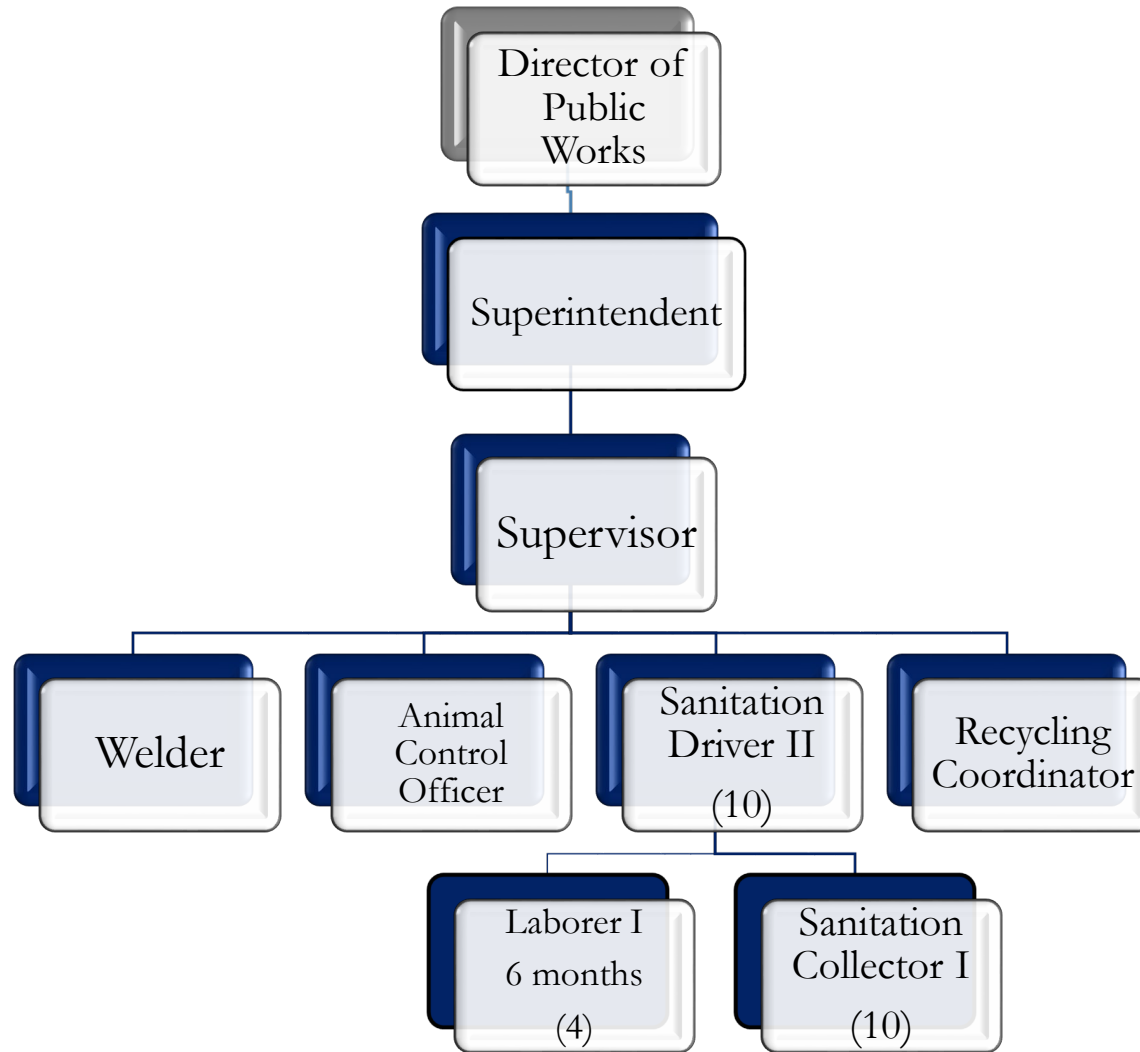 Director of
Public
Works
Superintendent
Supervisor
Welder
Animal
Control
Officer
Sanitation
Driver II
(10)
Recycling
Coordinator
Laborer I
6 months
(4)
Sanitation
Collector I
(10)